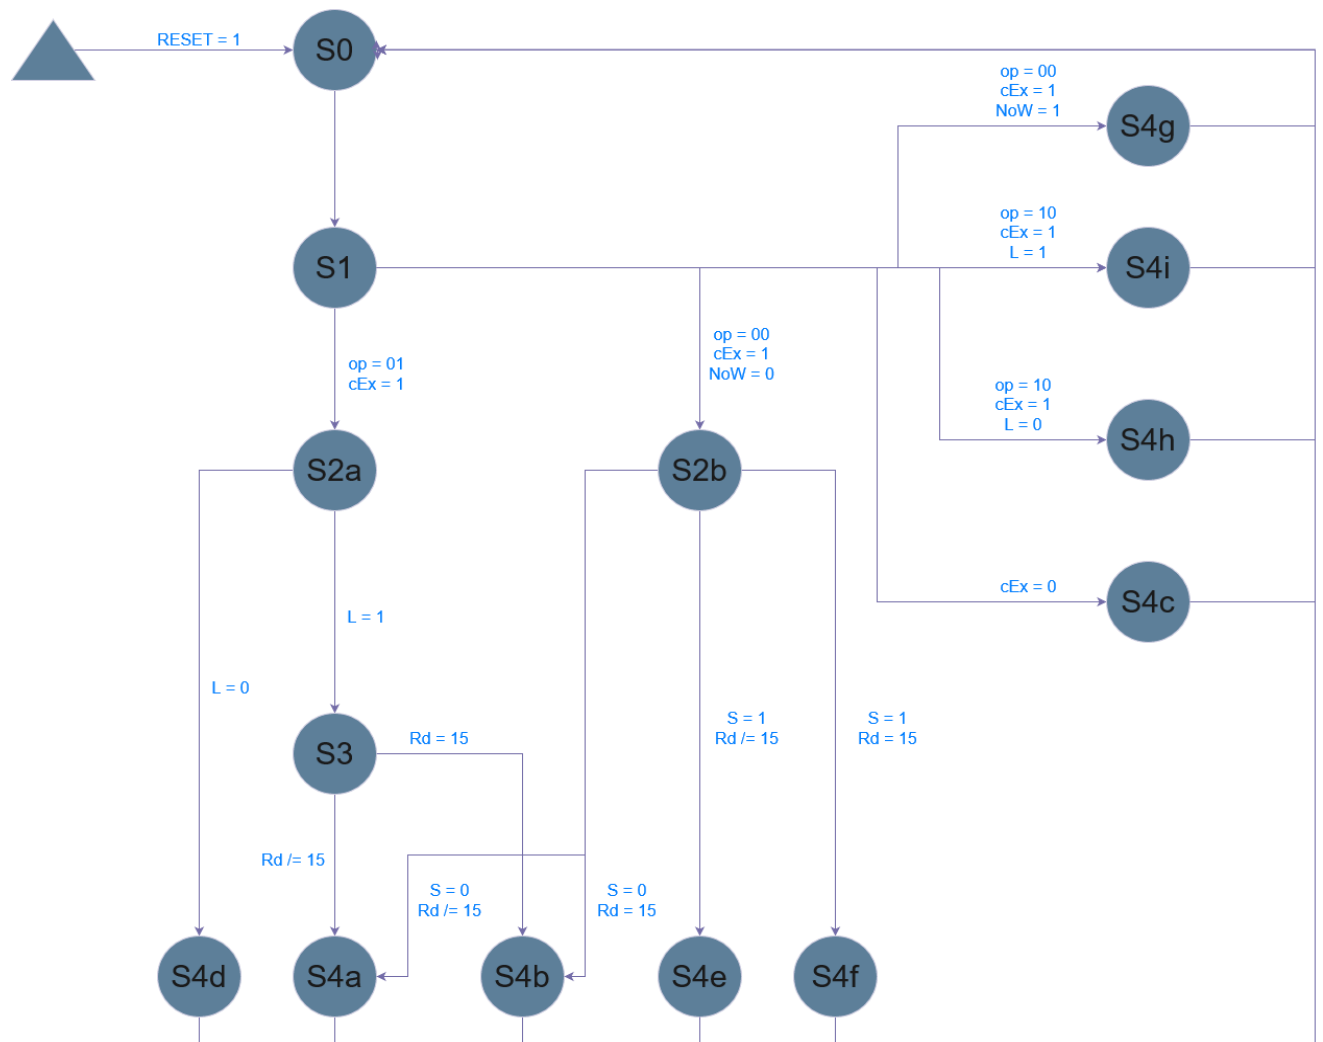 RESET = 1
S0
op = 00
cEx = 1
NoW = 1
S4g
S1
op = 10
cEx = 1
L = 1
S4i
op = 01
cEx = 1
op = 00
cEx = 1
NoW = 0
op = 10
cEx = 1
L = 0
S4h
S2a
S2b
cEx = 0
S4c
L = 1
L = 0
S3
Rd = 15
S = 1
Rd /= 15
S = 1
Rd = 15
Rd /= 15
S = 0
Rd /= 15
S = 0
Rd = 15
S4d
S4a
S4b
S4e
S4f